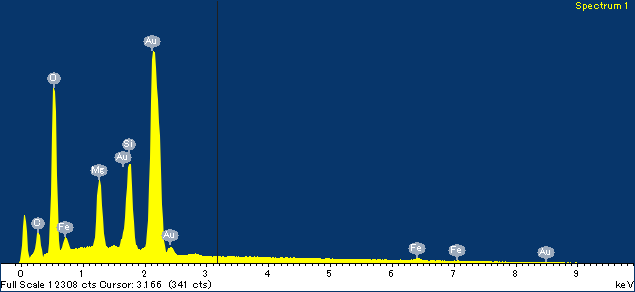 Spectrum 1
Au
O
Si
Au
Mg
O
Fe
Au
Fe
Fe
Au
0 1 2 3 4 5 6 7 8 9
Full Scale 12308 cts Cursor: 3.166 (341 cts) keV